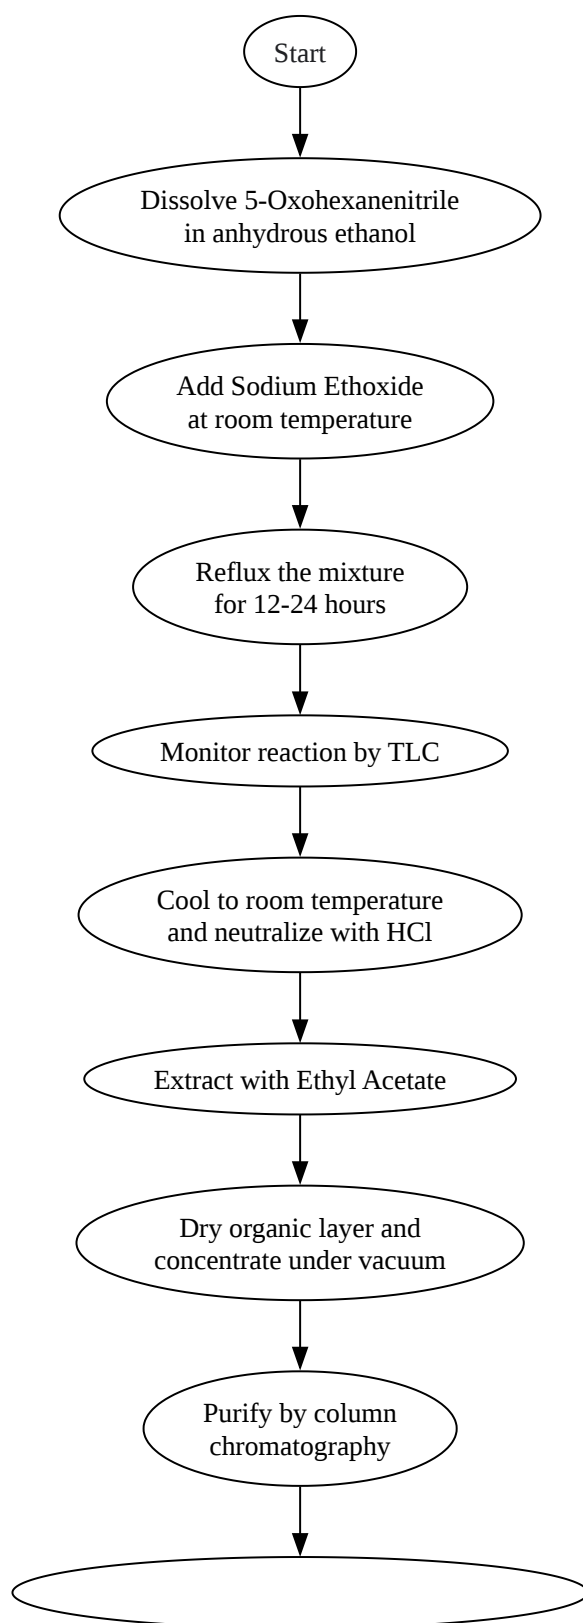 Start
Dissolve 5-Oxohexanenitrile
in anhydrous ethanol
Add Sodium Ethoxide
at room temperature
Reflux the mixture
for 12-24 hours
Monitor reaction by TLC
Cool to room temperature
and neutralize with HCl
Extract with Ethyl Acetate
Dry organic layer and
concentrate under vacuum
Purify by column
chromatography